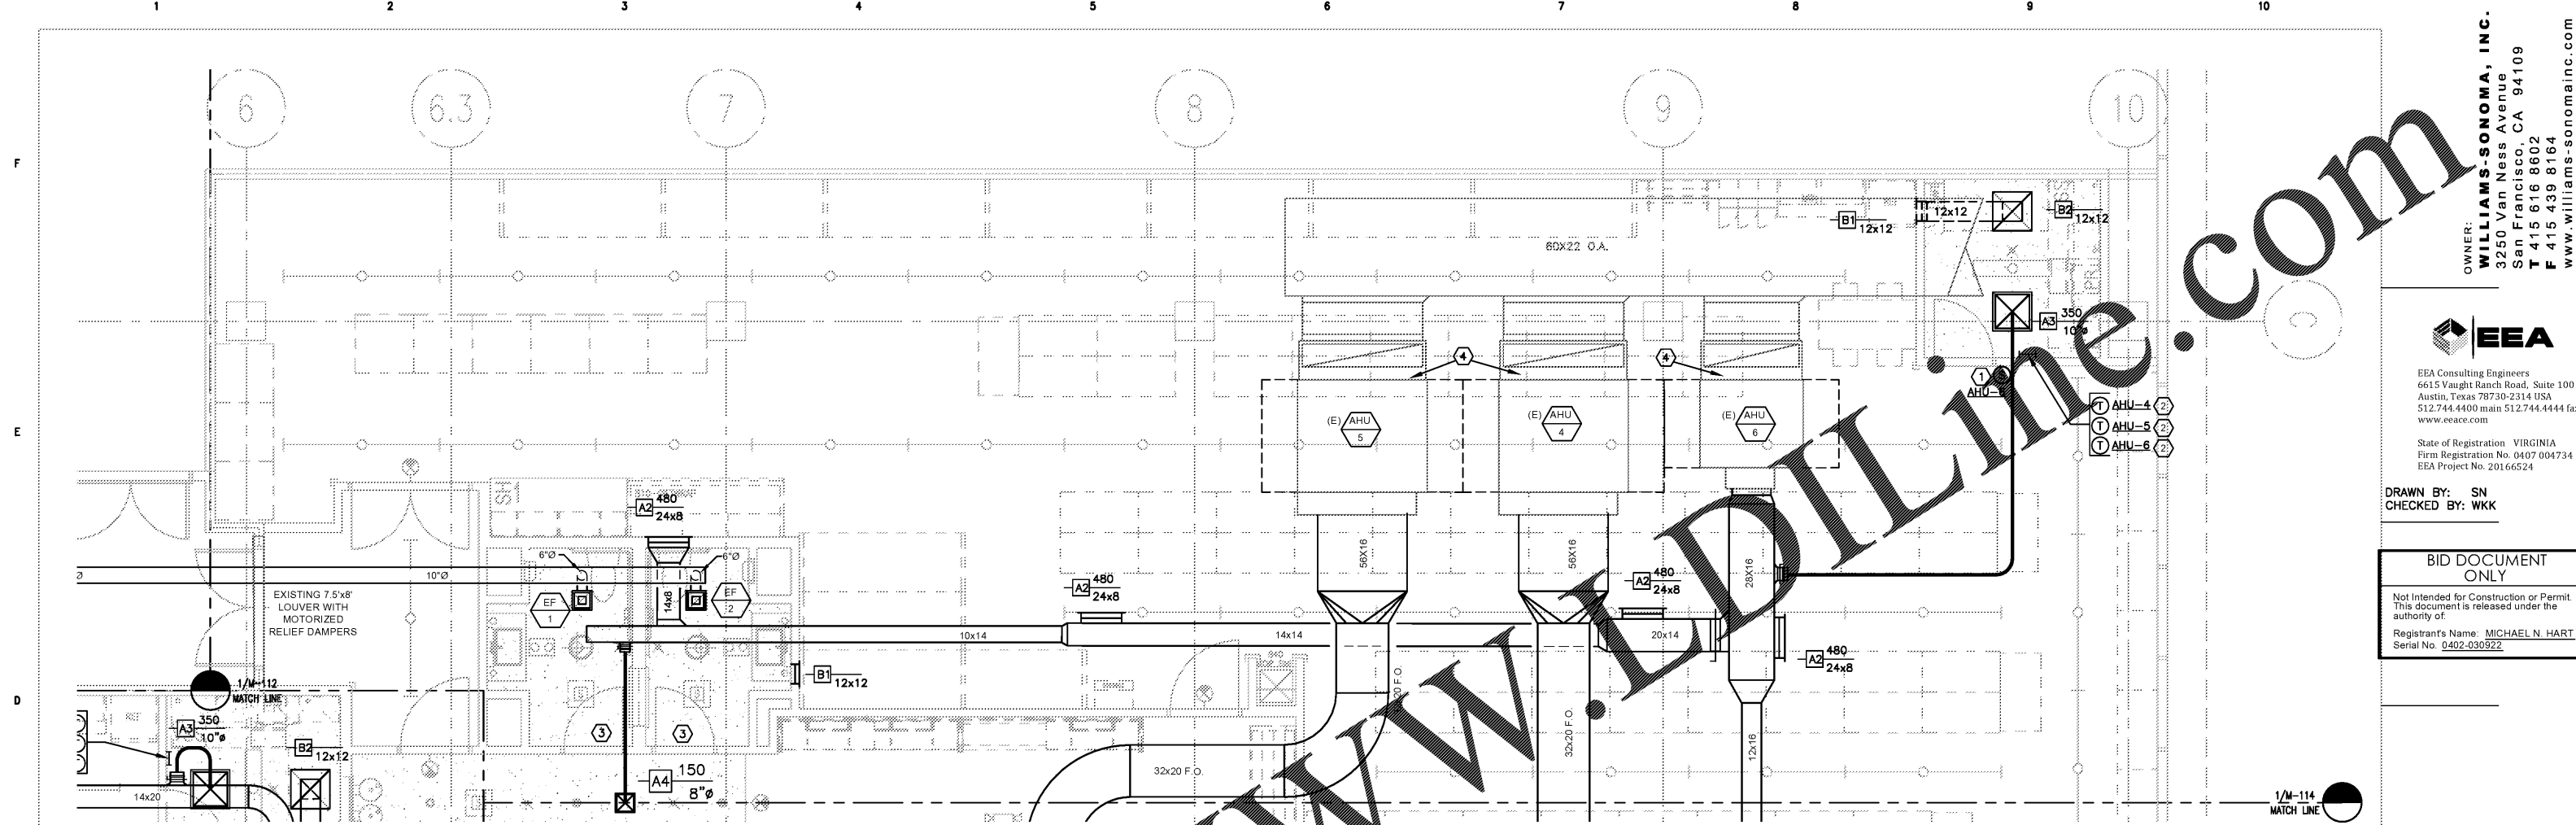 1 2 3 4 5 6 7 8 9 10
F
E
D
6 6.3 7 8 9 10
C
60X22 O.A.
B1
12x12
12x12
B2
12x12
A3
350
10"ø
4
4
(E) AHU
5
(E) AHU
4
(E) AHU
6
1
AHU-6
T AHU-4 2
T AHU-5 2
T AHU-6 2
SH
A2
480
24x8
6"Ø
6"Ø
Ø
10"Ø
EXISTING 7.5'x8'
LOUVER WITH
MOTORIZED
RELIEF DAMPERS
EF
1
14x8
EF
2
A2
480
24x8
56X16
56X16
A2
480
24x8
28X16
10x14
14x14
20x14
A2
480
24x8
B1
12x12
1/M-112
MATCH LINE
A3
350
10"ø
B2
12x12
3
3
14x20
A4
150
8"ø
32x20 F.O.
32x20 F.O.
12x16
1/M-114
MATCH LINE
OWNER:
WILLIAMS-SONOMA, INC.
3250 Van Ness Avenue
San Francisco, CA 94109
T 415 616 8602
F 415 439 8164
www.williams-sonomainc.com
EEA
EEA Consulting Engineers
6615 Vaught Ranch Road, Suite 100
Austin, Texas 78730-2314 USA
512.744.4400 main 512.744.4444 fa
www.eeace.com
State of Registration VIRGINIA
Firm Registration No. 0407 004734
EEA Project No. 20166524
DRAWN BY: SN
CHECKED BY: WKK
BID DOCUMENT
ONLY
Not Intended for Construction or Permit.
This document is released under the
authority of:
Registrant's Name: MICHAEL N. HART
Serial No. 0402-030922
WW.LDILine.com